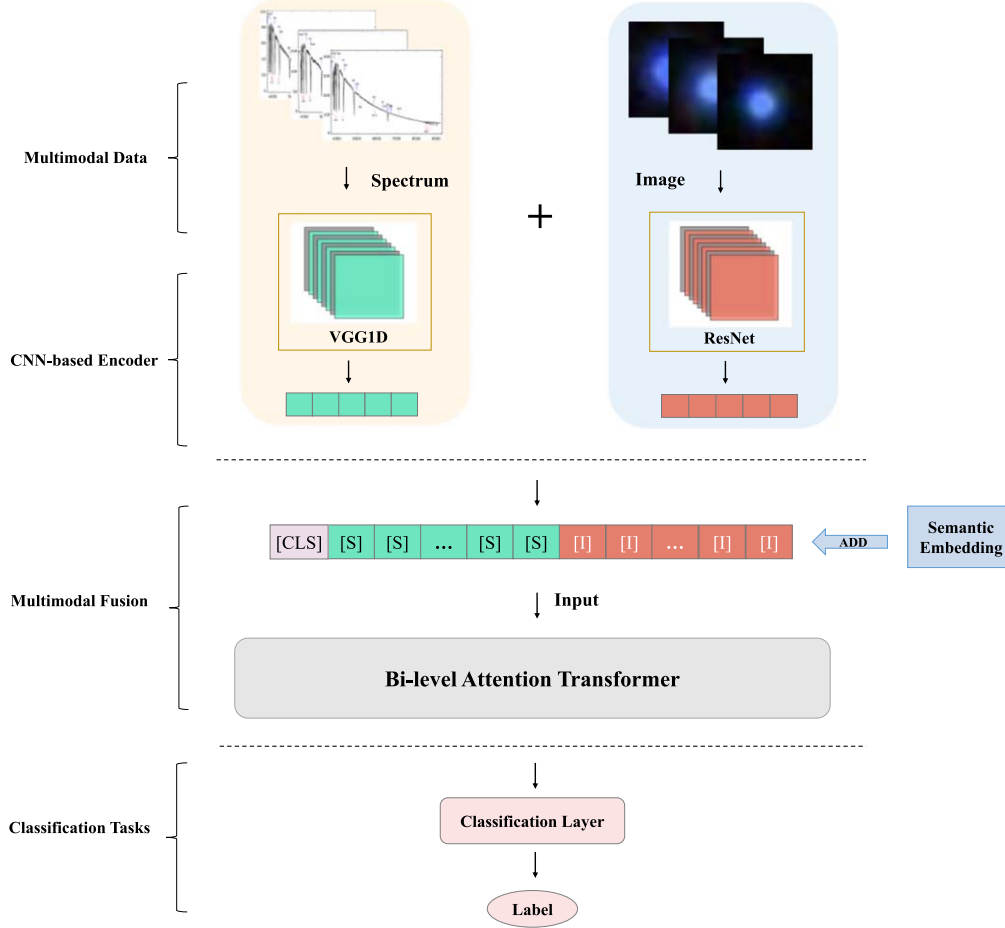 Multimodal Data
Spectrum
Image
+
VGG1D
ResNet
CNN-based Encoder
[CLS] [S] [S] ... [S] [S] [I] [I] ... [I] [I]
ADD
Semantic
Embedding
Multimodal Fusion
Input
Bi-level Attention Transformer
Classification Tasks
Classification Layer
Label